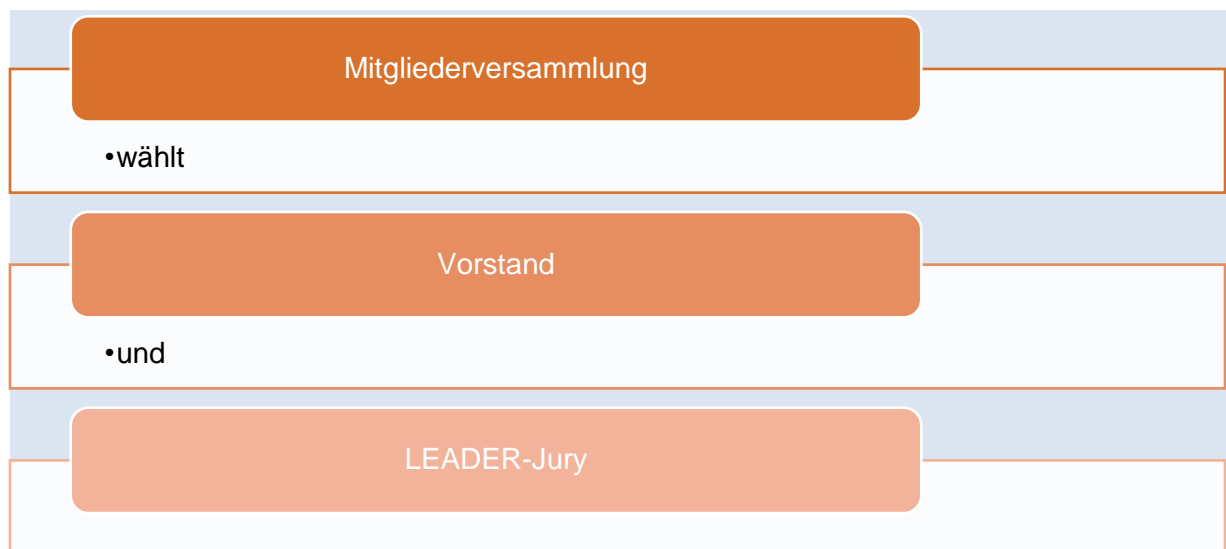 Mitgliederversammlung
•wählt
Vorstand
•und
LEADER-Jury